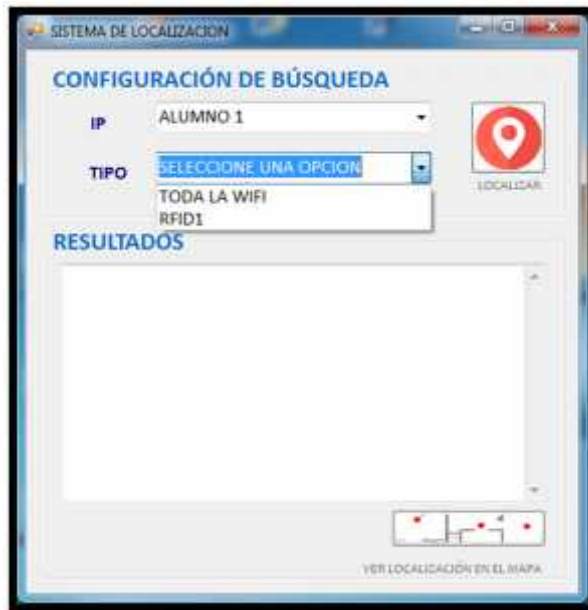 SISTEMA DE LOCALIZACION
CONFIGURACIÓN DE BÚSQUEDA
IP ALUMNO 1
TIPO SELECCIONE UNA OPCION
LOCALIZAR
TODA LA WIFI
RFID1
RESULTADOS
VER LOCALIZACIÓN EN EL MAPA